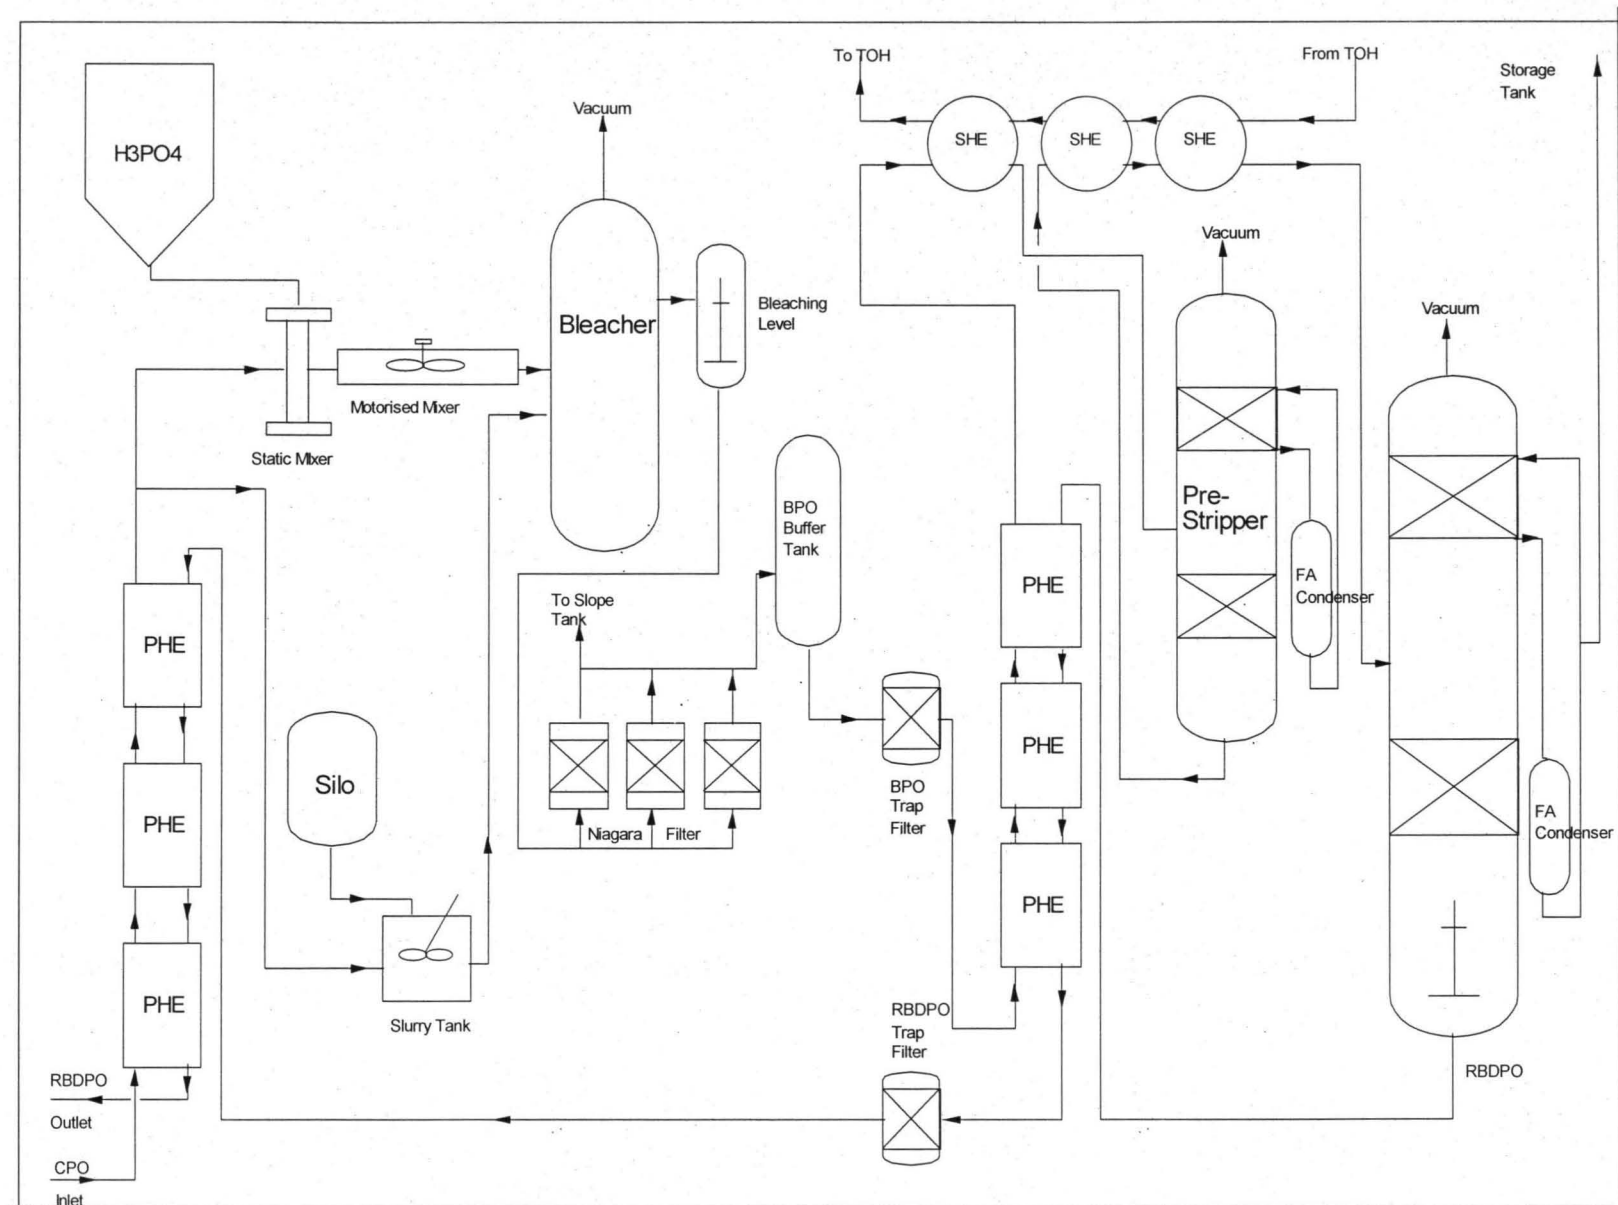 To TOH
From TOH
Storage
Tank
H3PO4
Vacuum
SHE
SHE
SHE
Vacuum
Bleacher
Bleaching
Level
Vacuum
Motorised Mixer
Static MIxer
BPO
Buffer
Tank
Pre-
Stripper
PHE
FA
Condenser
To Slope
Tank
PHE
PHE
Silo
BPO
Trap
Filter
PHE
FA
Condenser
Niagara Filter
PHE
PHE
PHE
Slurry Tank
RBDPO
Trap
Filter
RBDPO
Outlet
RBDPO
CPO
Inlet